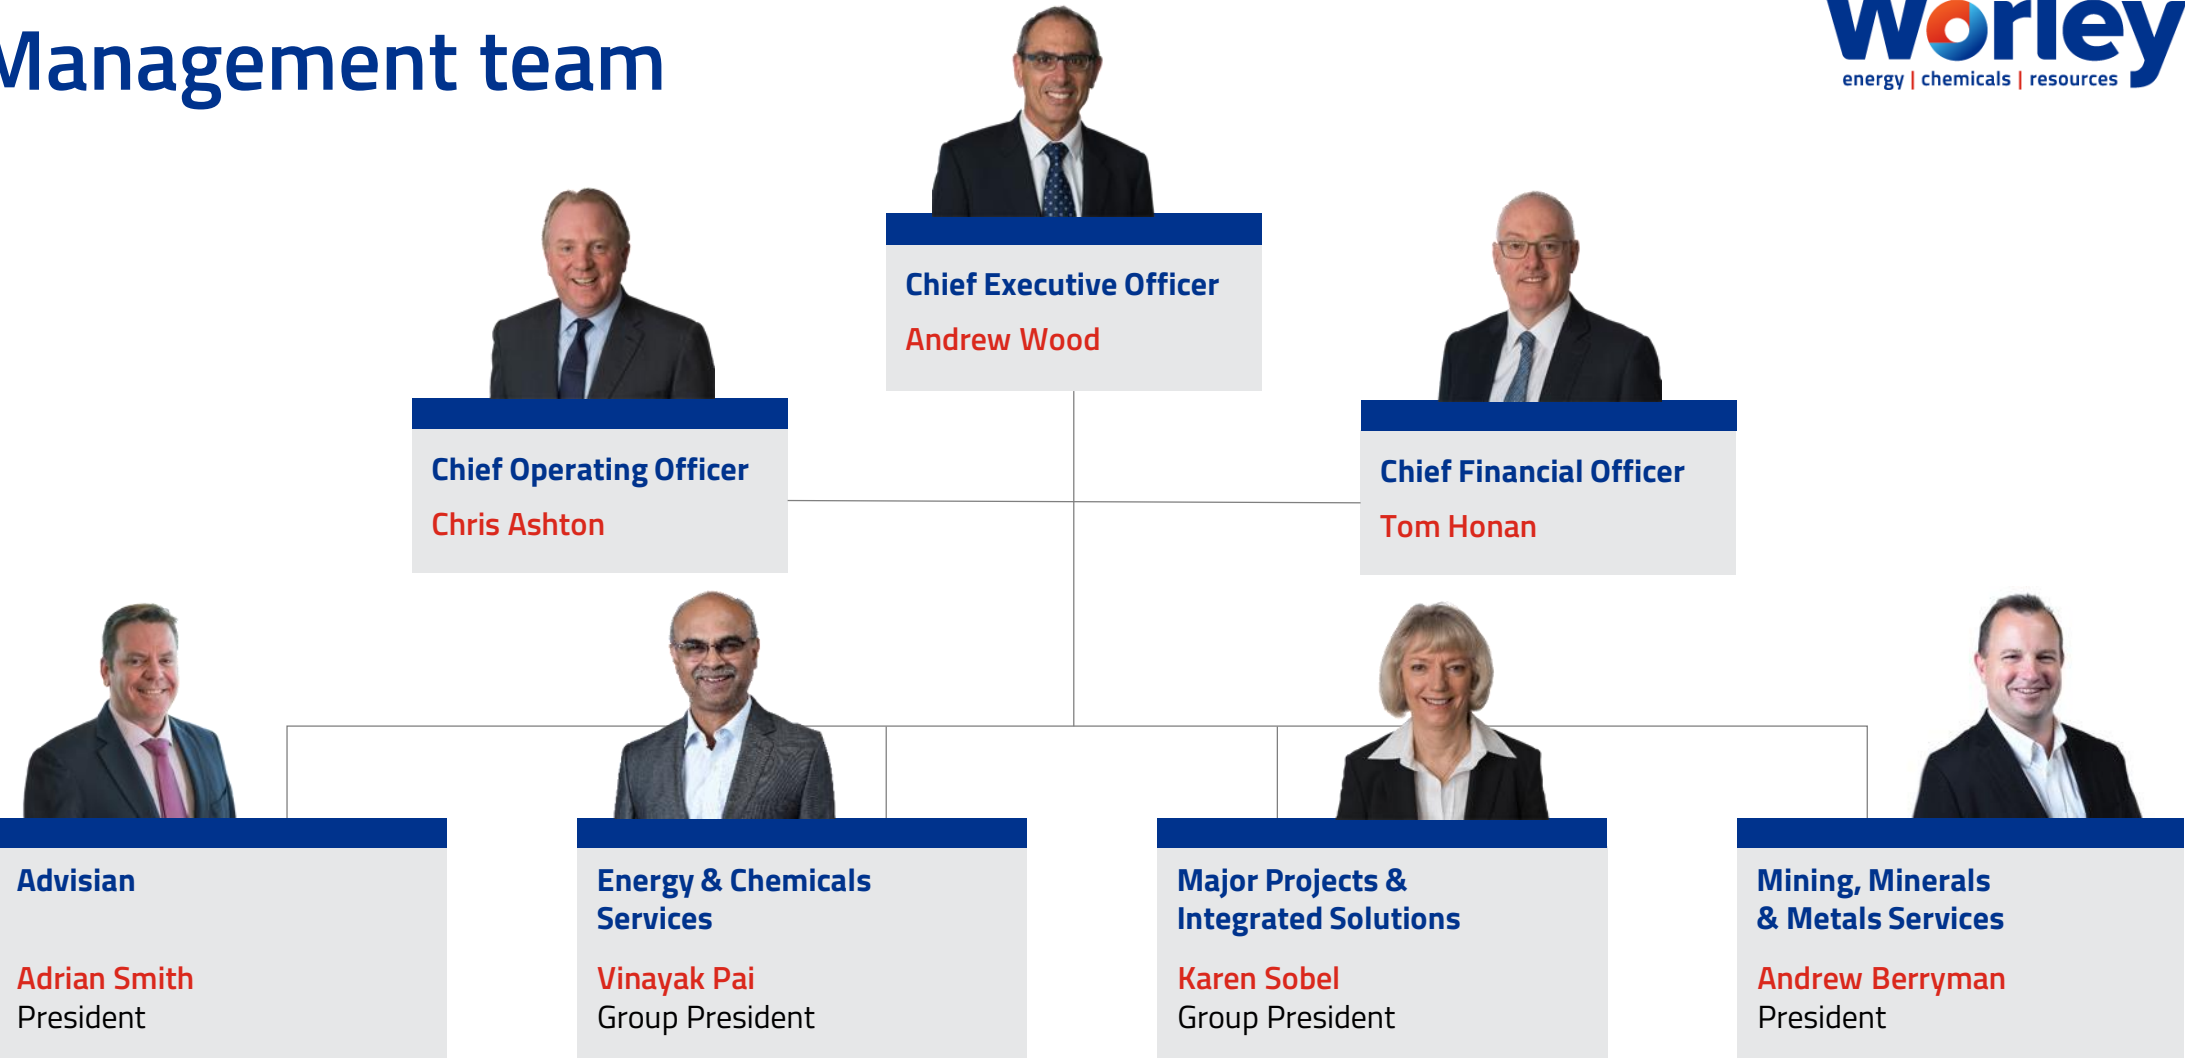 Management team
Worley
energy | chemicals | resources
Chief Executive Officer
Andrew Wood
Chief Operating Officer
Chris Ashton
Chief Financial Officer
Tom Honan
Advisian
Adrian Smith
President
Energy & Chemicals
Services
Vinayak Pai
Group President
Major Projects &
Integrated Solutions
Karen Sobel
Group President
Mining, Minerals
& Metals Services
Andrew Berryman
President